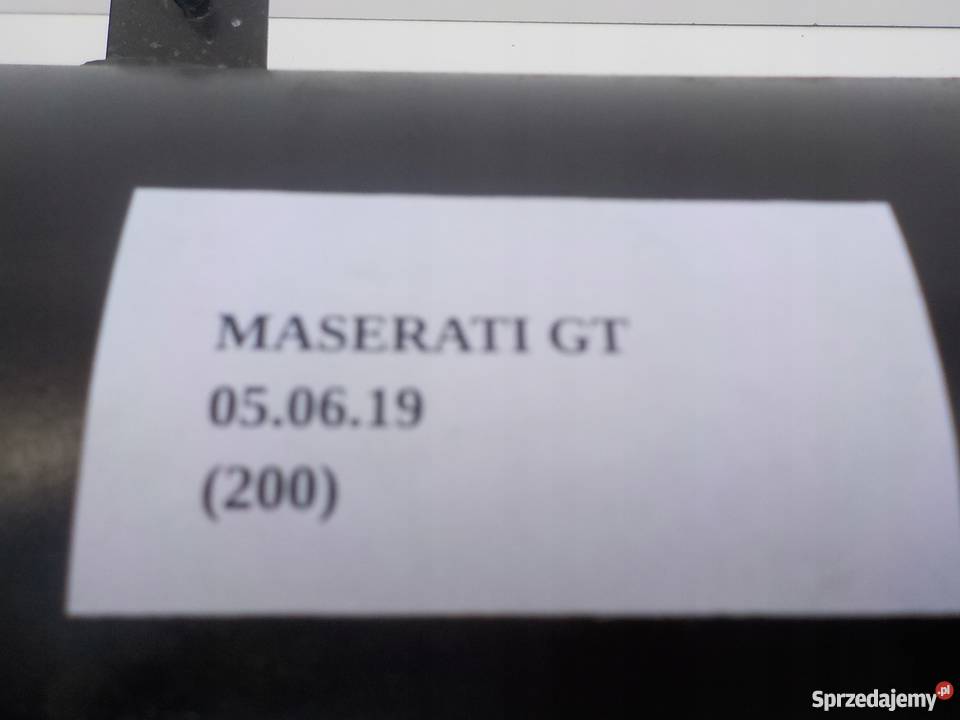 MASERATI GT
05.06.19
(200)
Sprzedajemy.pl